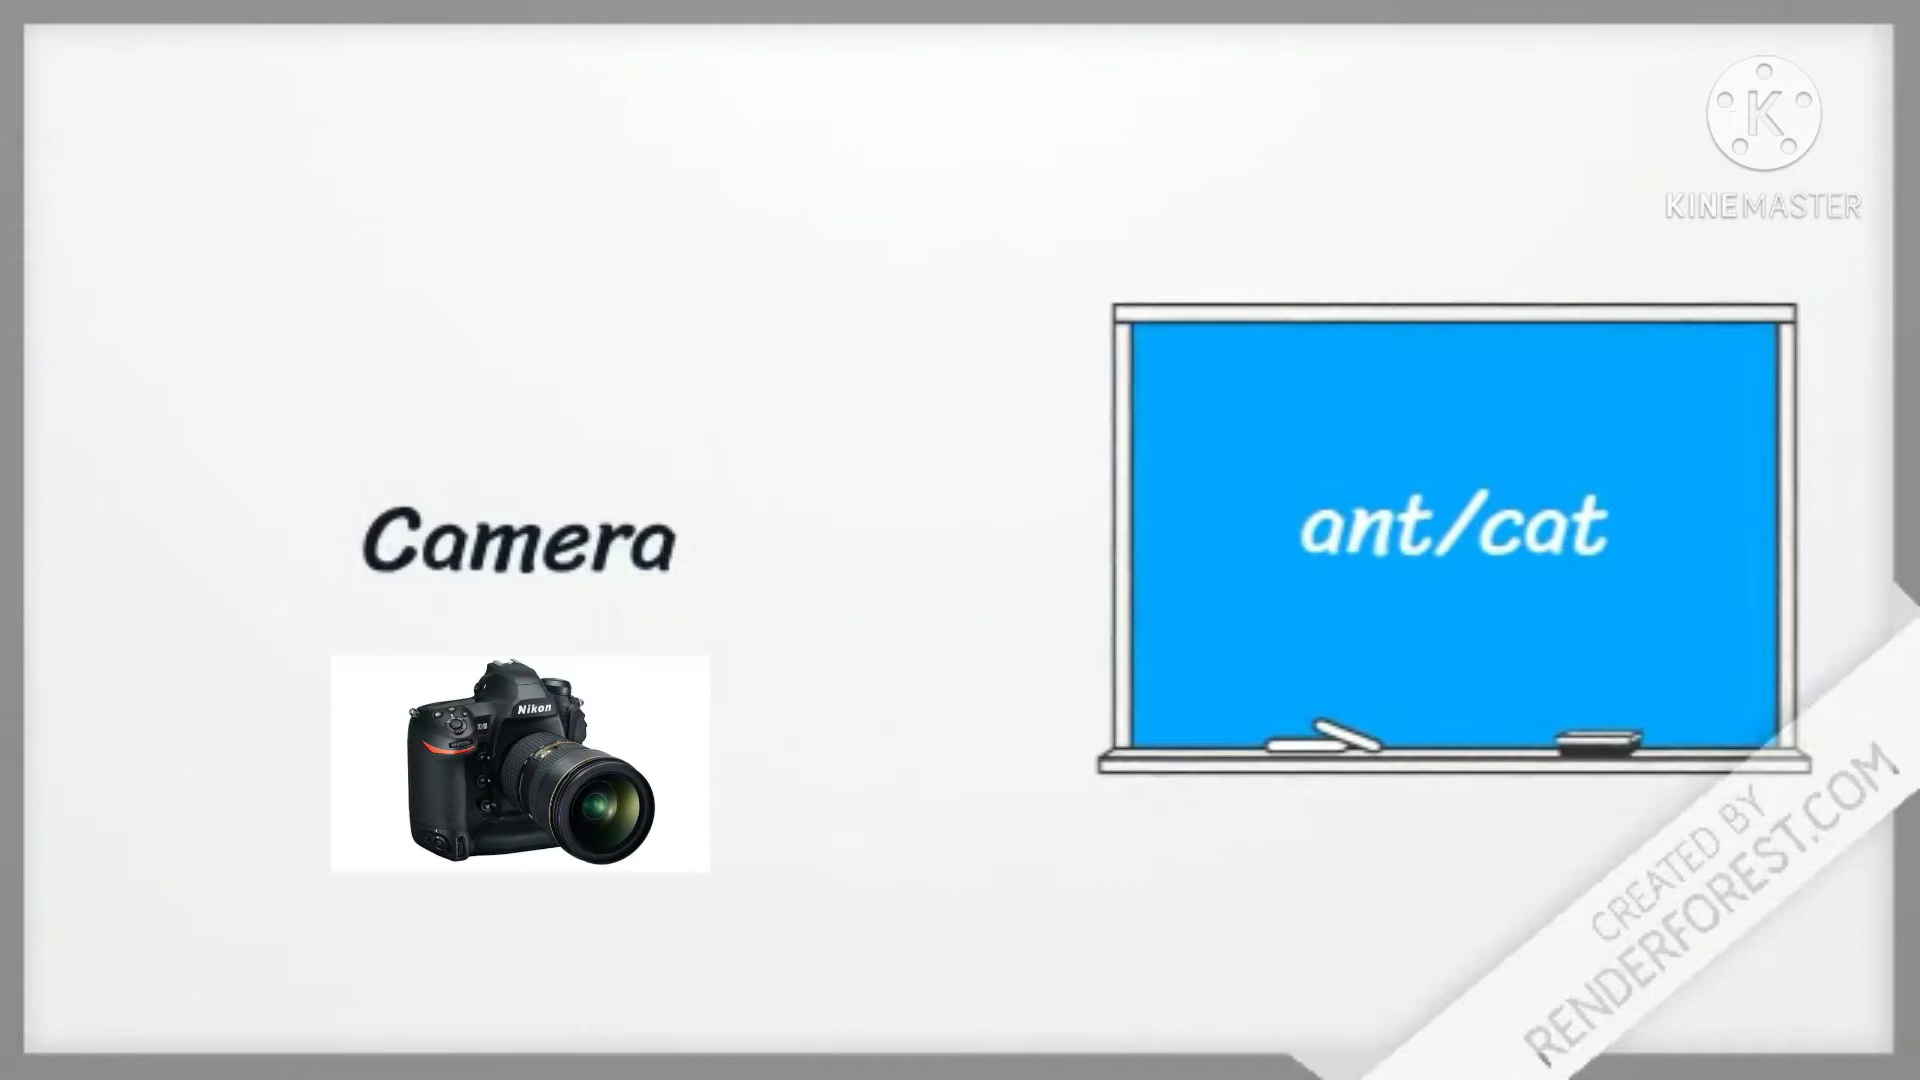 KINEMASTER
Camera
ant/cat
Nikon
CREATED BY
RENDERFOREST.COM